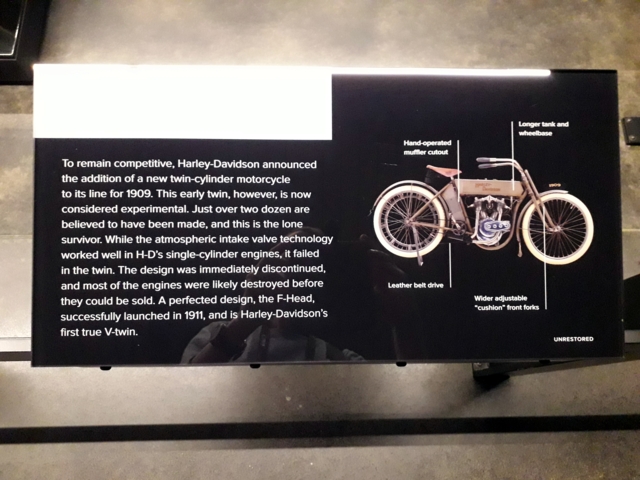 To remain competitive, Harley-Davidson announced
the addition of a new twin-cylinder motorcycle
to its line for 1909. This early twin, however, is now
considered experimental. Just over two dozen are
believed to have been made, and this is the lone
survivor. While the atmospheric intake valve technology
worked well in H-D's single-cylinder engines, it failed
in the twin. The design was immediately discontinued,
and most of the engines were likely destroyed before
they could be sold. A perfected design, the F-Head,
successfully launched in 1911, and is Harley-Davidson's
first true V-twin.
Longer tank and
wheelbase
Hand-operated
muffler cutout
Leather belt drive
Wider adjustable
"cushion" front forks
UNRESTORED